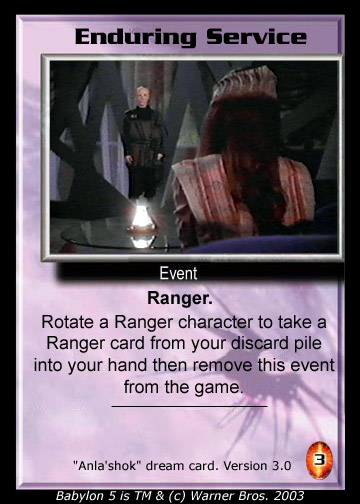 Enduring Service
Event
Ranger.
Rotate a Ranger character to take a
Ranger card from your discard pile
into your hand then remove this event
from the game.
"Anla'shok" dream card. Version 3.0
3
Babylon 5 is TM & (c) Warner Bros. 2003